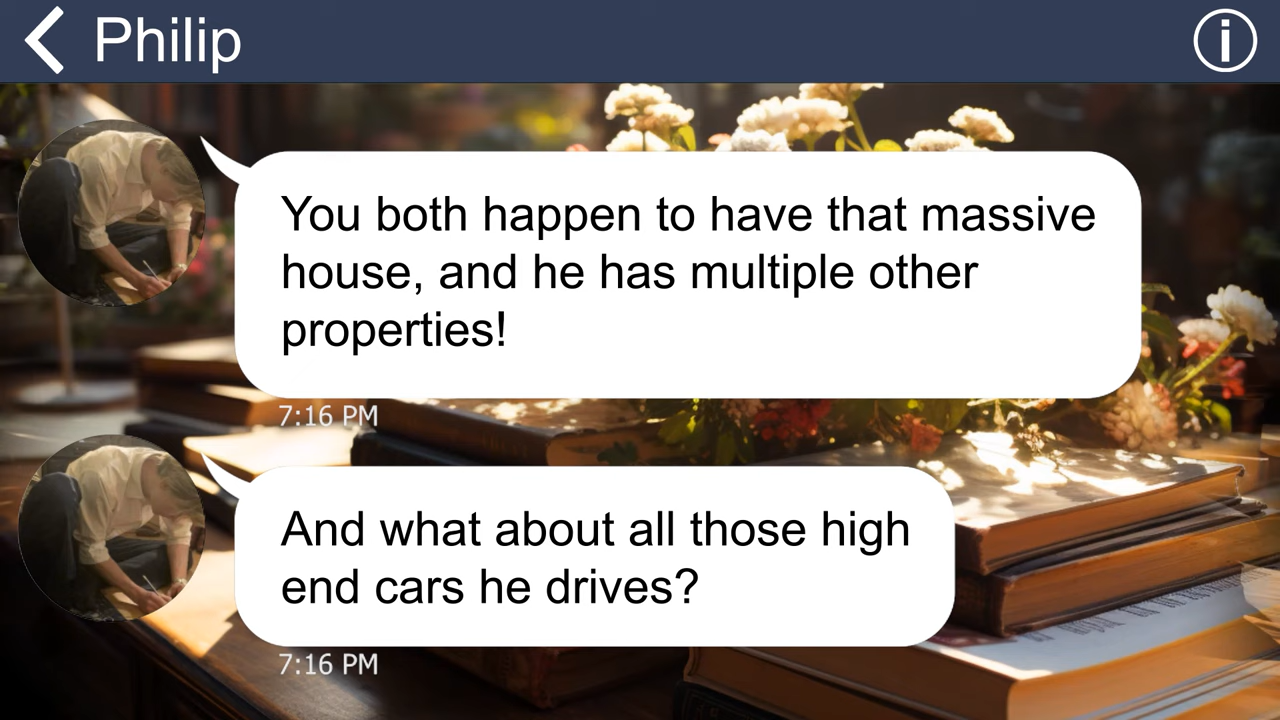 Philip
You both happen to have that massive
house, and he has multiple other
properties!
7:16 PM
And what about all those high
end cars he drives?
7:16 PM